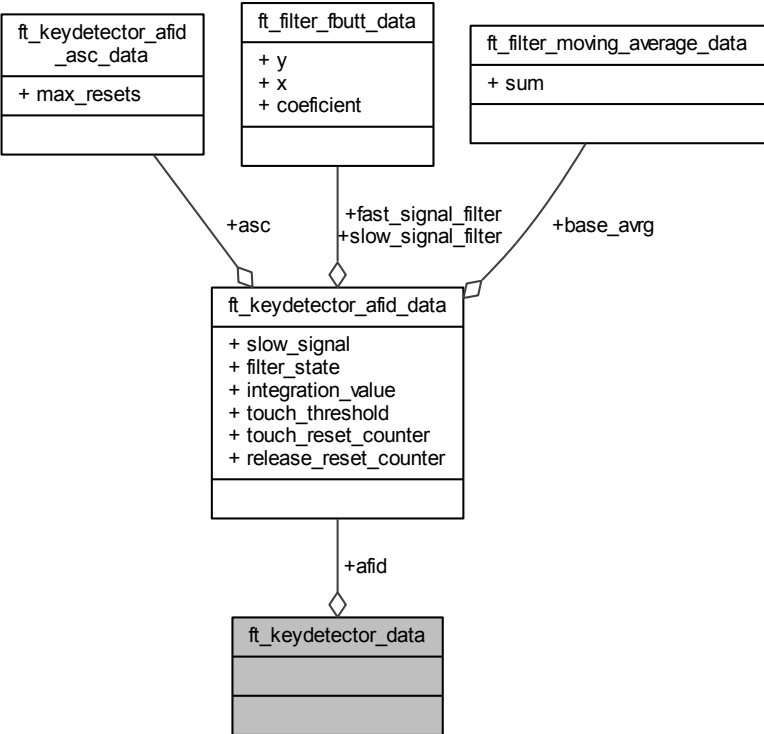 ft_keydetector_afid
_asc_data
+ max_resets
ft_filter_fbutt_data
+ y
+ x
+ coeficient
ft_filter_moving_average_data
+ sum
+asc
+fast_signal_filter
+slow_signal_filter
+base_avrg
ft_keydetector_afid_data
+ slow_signal
+ filter_state
+ integration_value
+ touch_threshold
+ touch_reset_counter
+ release_reset_counter
+afid
ft_keydetector_data